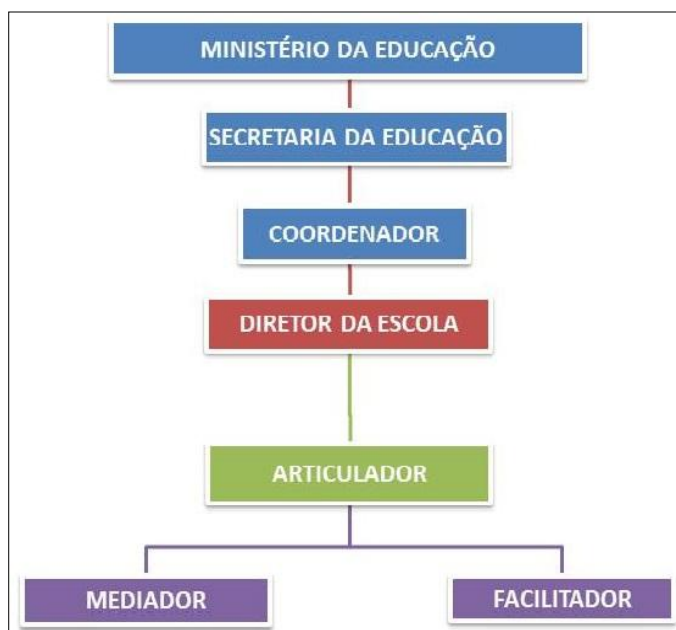 MINISTÉRIO DA EDUCAÇÃO
SECRETARIA DA EDUCAÇÃO
COORDENADOR
DIRETOR DA ESCOLA
ARTICULADOR
MEDIADOR
FACILITADOR